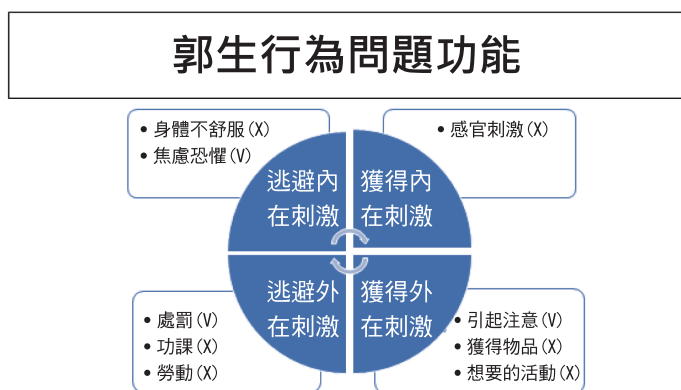 郭生行為問題功能
• 身體不舒服(X)
• 焦慮恐懼(V)
• 感官刺激(X)
逃避內
在刺激
獲得內
在刺激
逃避外
在刺激
獲得外
在刺激
• 處罰(V)
• 功課(X)
• 勞動(X)
• 引起注意(V)
• 獲得物品(X)
• 想要的活動(X)